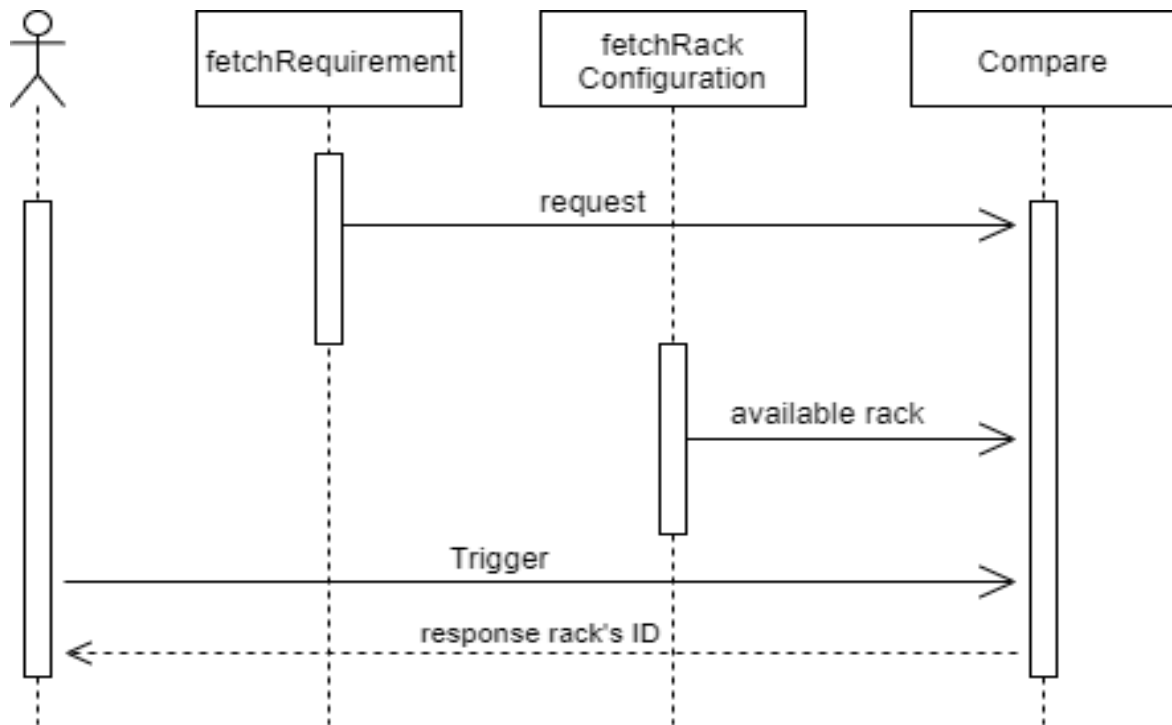 fetchRequirement
fetchRack
Configuration
Compare
request
available rack
Trigger
response rack's ID